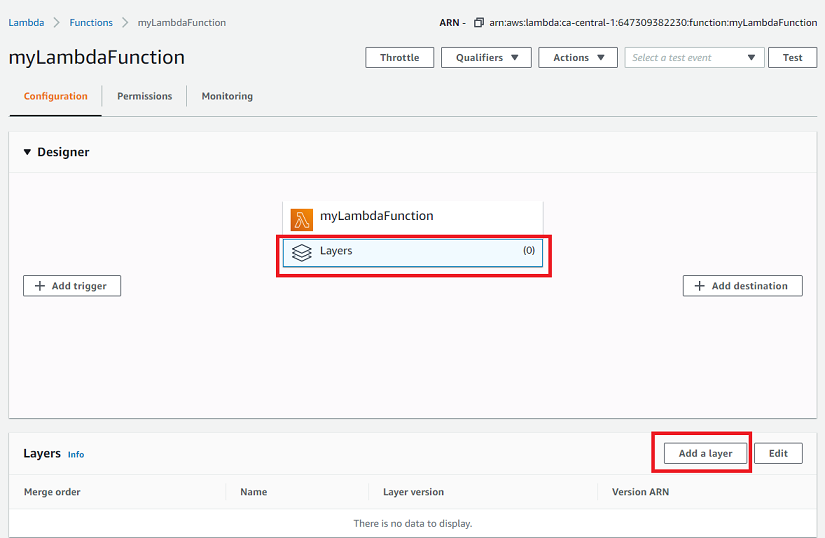 Lambda Functions myLambdaFunction ARN - arn:aws:lambda:ca-central-1:647309382230:function:myLambdaFunction
myLambdaFunction Throttle Qualifiers Actions Select a test event Test
Configuration Permissions Monitoring
Designer
myLambdaFunction
Layers (0)
Add trigger Add destination
Layers Info Add a layer Edit
Merge order Name Layer version Version ARN
There is no data to display.